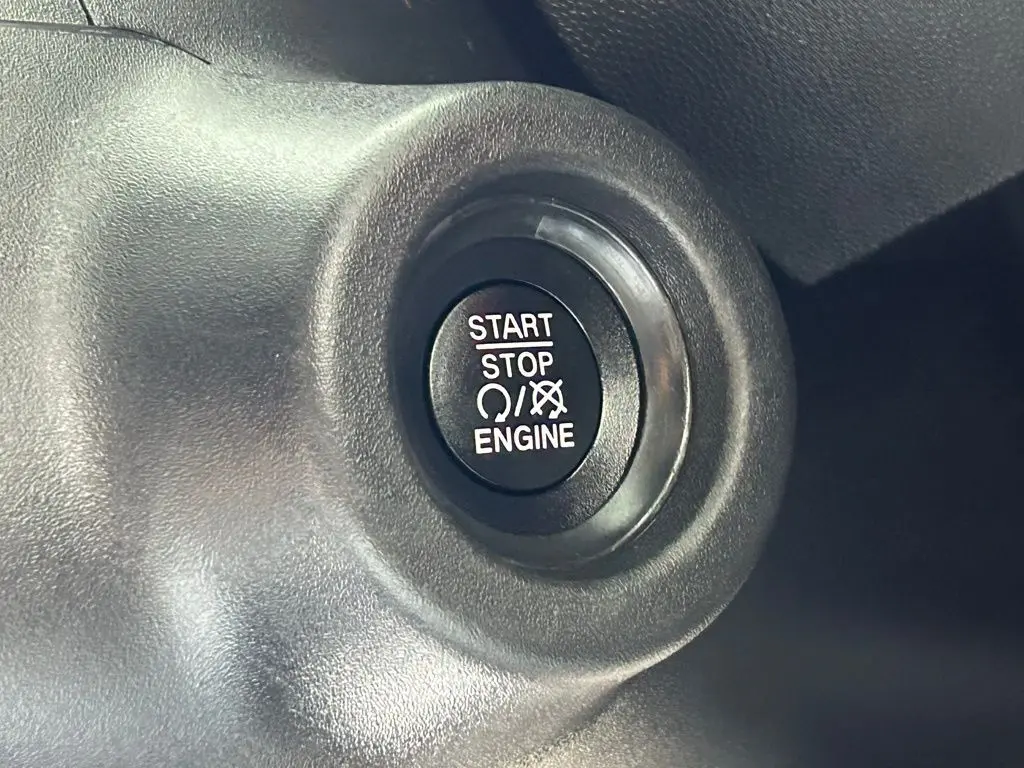 START
STOP
/
ENGINE